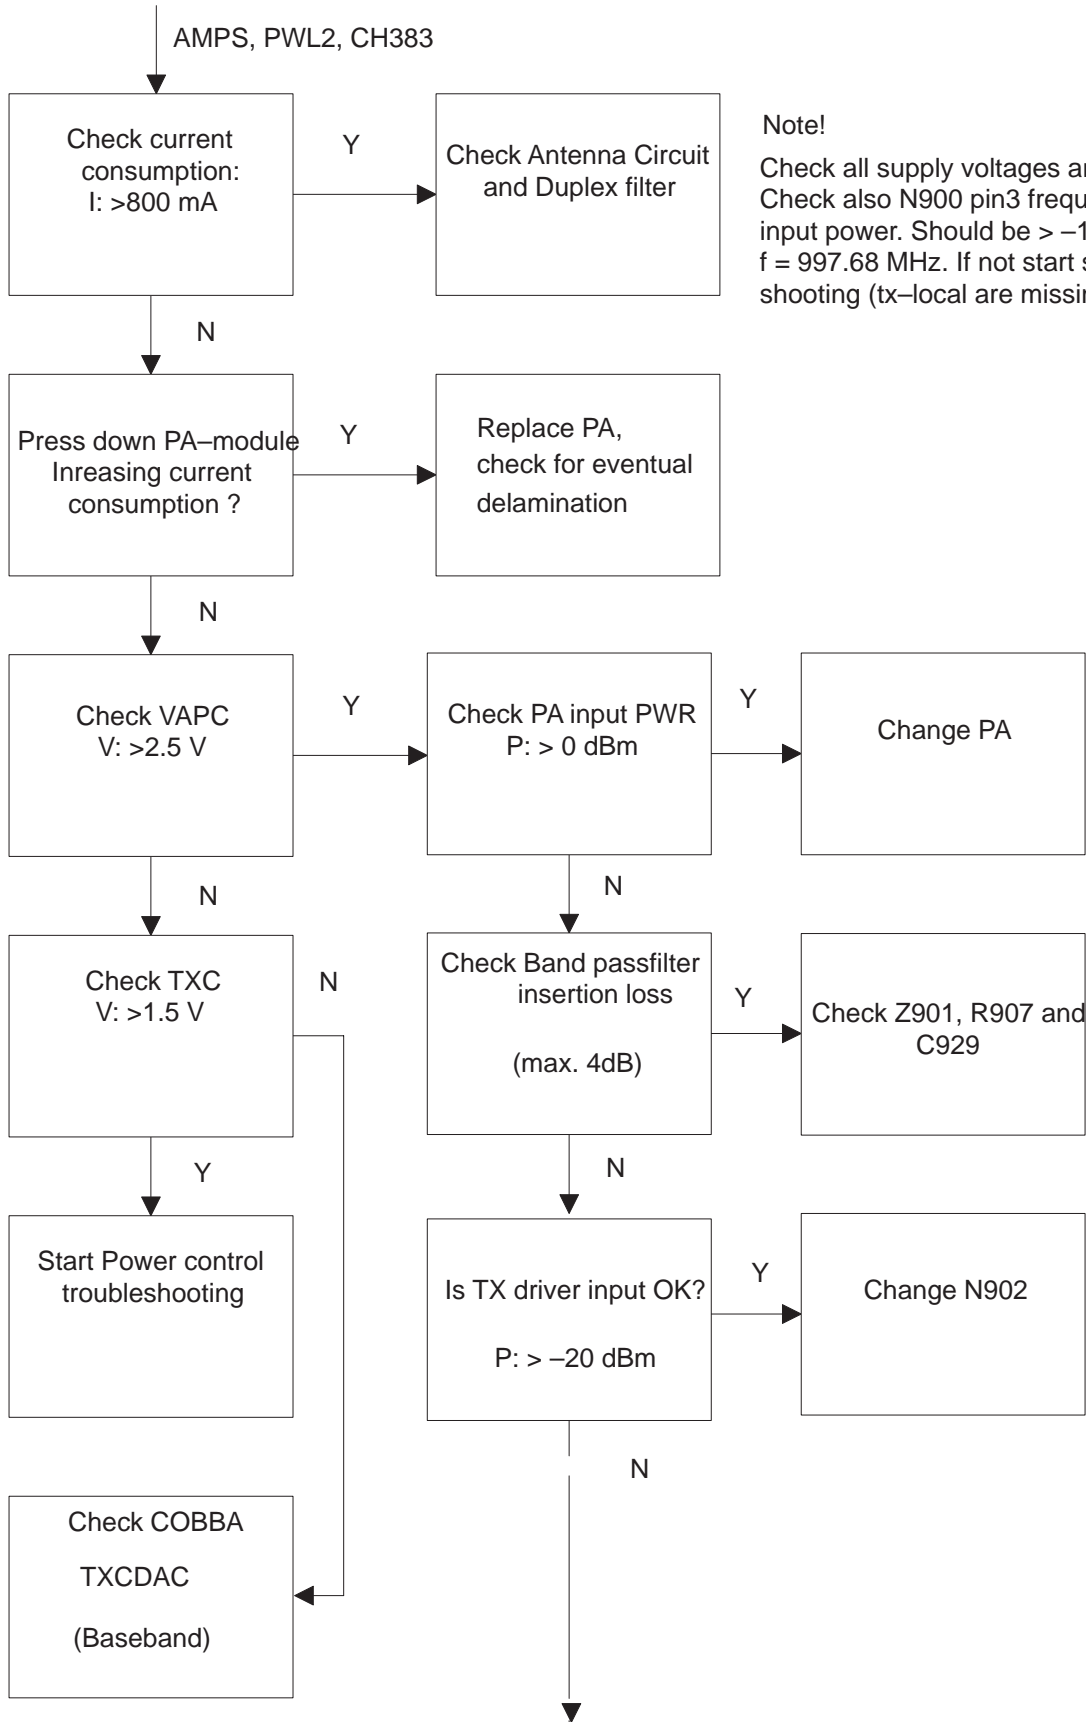 AMPS, PWL2, CH383
Check current
consumption:
I: >800 mA
Y
Check Antenna Circuit
and Duplex filter
Note!
Check all supply voltages
Check also N900 pin3
input power. Should be >
f = 997.68 MHz. If not start
shooting (tx–local are
N
Press down PA–module
Inreasing current
consumption ?
Y
Replace PA,
check for eventual
delamination
N
Check VAPC
V: >2.5 V
Y
Check PA input PWR
P: > 0 dBm
Y
Change PA
N
N
Check TXC
V: >1.5 V
N
Check Band passfilter
insertion loss
(max. 4dB)
Y
Check Z901, R907 and
C929
Y
N
Start Power control
troubleshooting
Is TX driver input OK?
P: > –20 dBm
Y
Change N902
N
Check COBBA
TXCDAC
(Baseband)